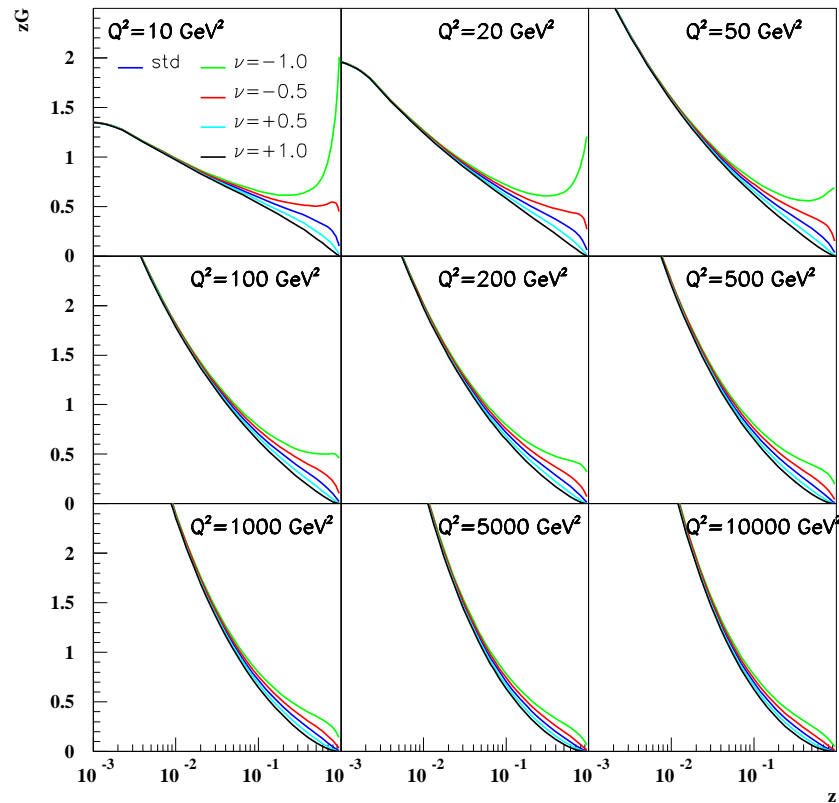 zG
Q²=10 GeV²
Q²=20 GeV²
Q²=50 GeV²
std
ν=−1.0
ν=−0.5
ν=+0.5
ν=+1.0
2
1.5
1
0.5
0
Q²=100 GeV²
Q²=200 GeV²
Q²=500 GeV²
2
1.5
1
0.5
0
Q²=1000 GeV²
Q²=5000 GeV²
Q²=10000 GeV²
2
1.5
1
0.5
0
10⁻³ 10⁻² 10⁻¹ 10⁻³ 10⁻² 10⁻¹ 10⁻³ 10⁻² 10⁻¹
z